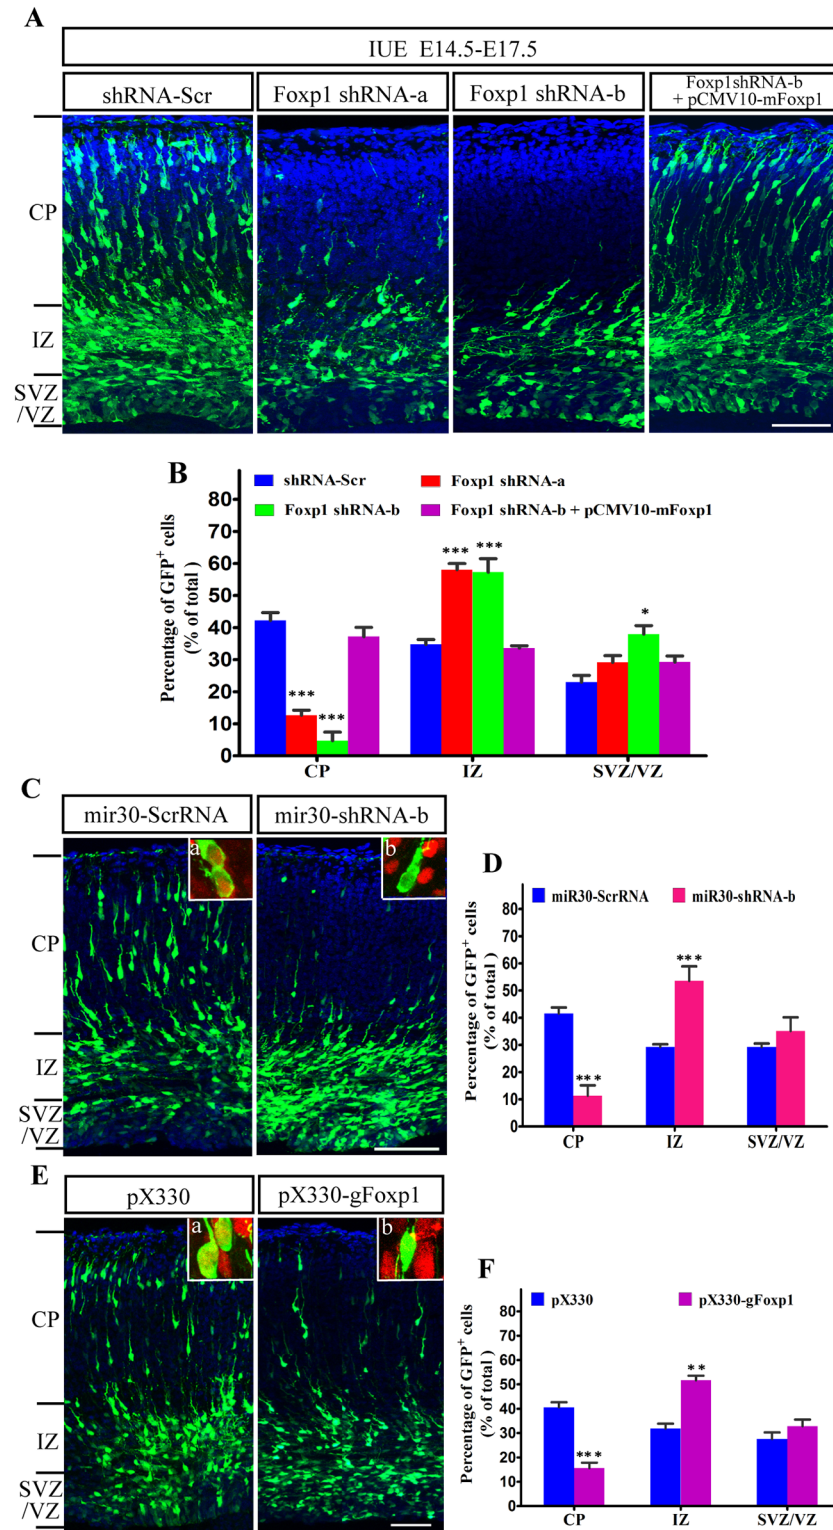 A
IUE E14.5-E17.5
shRNA-Scr
Foxp1 shRNA-a
Foxp1 shRNA-b
Foxp1shRNA-b
+ pCMV10-mFoxp1
CP
IZ
SVZ
/VZ
B
shRNA-Scr
Foxp1 shRNA-a
Foxp1 shRNA-b
Foxp1 shRNA-b + pCMV10-mFoxp1
Percentage of GFP+ cells
(% of total)
80
70
60
50
40
30
20
10
0
***
***
***
***
*
CP
IZ
SVZ/VZ
C
mir30-ScrRNA
mir30-shRNA-b
a
b
CP
IZ
SVZ
/VZ
D
miR30-ScrRNA
miR30-shRNA-b
Percentage of GFP+ cells
(% of total)
80
70
60
50
40
30
20
10
0
***
***
CP
IZ
SVZ/VZ
E
pX330
pX330-gFoxp1
a
b
CP
IZ
SVZ
/VZ
F
pX330
pX330-gFoxp1
Percentage of GFP+ cells
(% of total)
80
70
60
50
40
30
20
10
0
***
**
CP
IZ
SVZ/VZ